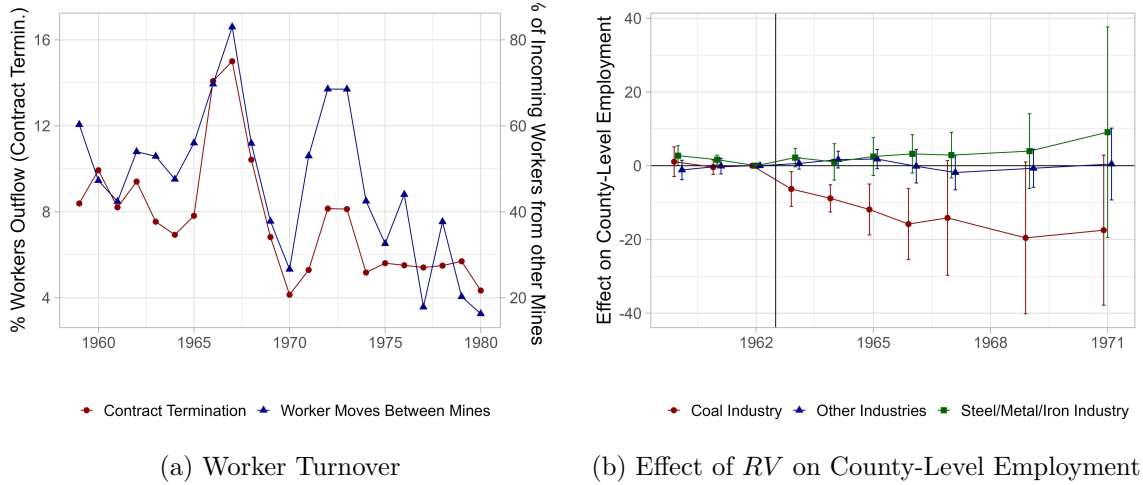 % Workers Outflow (Contract Termin.)
16
12
8
4
80
60
40
20
% of Incoming Workers from other Mines
1960 1965 1970 1975 1980
Contract Termination Worker Moves Between Mines
(a) Worker Turnover
Effect on County-Level Employment
40
20
0
-20
-40
1962 1965 1968 1971
Coal Industry Other Industries Steel/Metal/Iron Industry
(b) Effect of RV on County-Level Employment